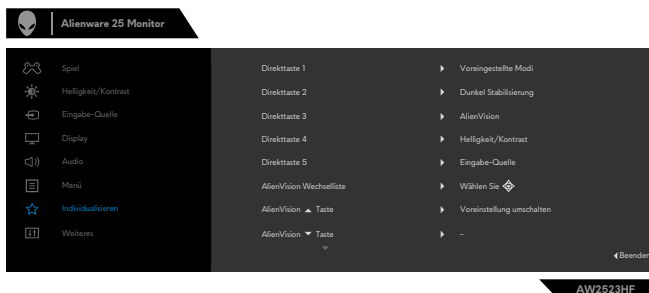 Alienware 25 Monitor
Spiel
Helligkeit/Kontrast
Eingabe-Quelle
Display
Audio
Menü
Individualisieren
Weiteres
Direkttaste 1 Voreingestellte Modi
Direkttaste 2 Dunkel Stabilisierung
Direkttaste 3 AlienVision
Direkttaste 4 Helligkeit/Kontrast
Direkttaste 5 Eingabe-Quelle
AlienVision Wechselliste Wählen Sie
AlienVision Taste Voreinstellung umschalten
AlienVision Taste -
Beenden
AW2523HF